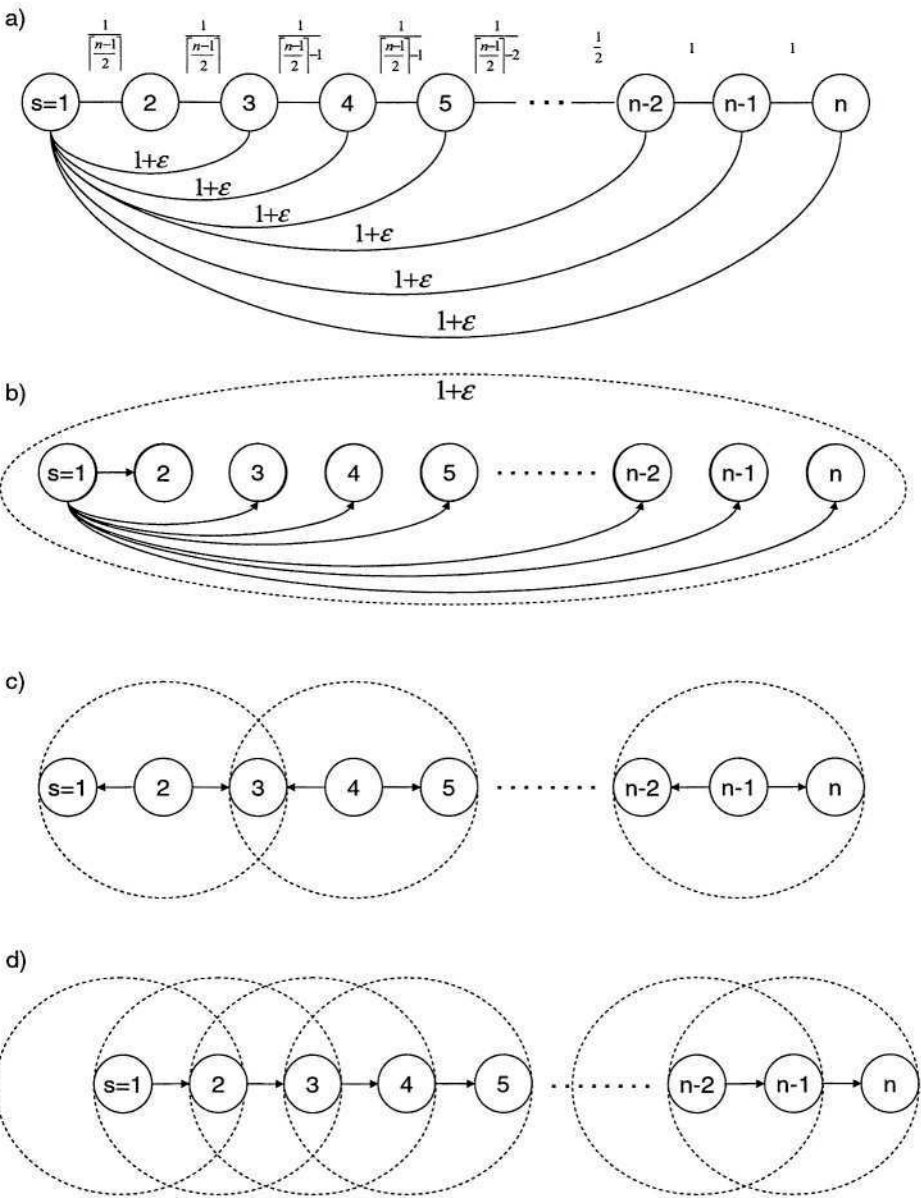 a)
1/⌈(n-1)/2⌉ 1/⌈(n-1)/2⌉ 1/(⌈(n-1)/2⌉-1) 1/(⌈(n-1)/2⌉-1) 1/(⌈(n-1)/2⌉-2) 1/2 1 1
s=1 2 3 4 5 ... n-2 n-1 n
1+ε
1+ε
1+ε
1+ε
1+ε
1+ε
b)
1+ε
s=1 2 3 4 5 ........ n-2 n-1 n
c)
s=1 2 3 4 5 ........ n-2 n-1 n
d)
s=1 2 3 4 5 ........ n-2 n-1 n